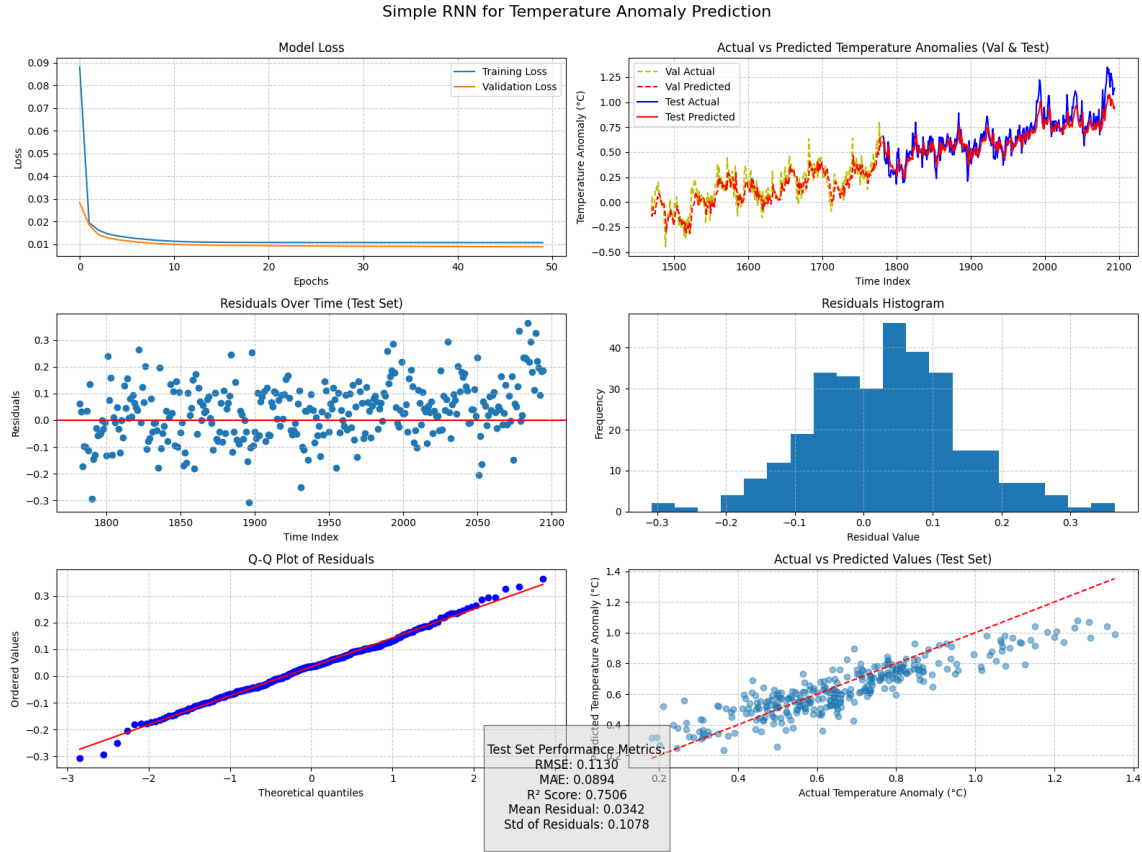 Simple RNN for Temperature Anomaly Prediction
Model Loss
Loss
0.09
0.08
0.07
0.06
0.05
0.04
0.03
0.02
0.01
Training Loss
Validation Loss
0 10 20 30 40 50
Epochs
Actual vs Predicted Temperature Anomalies (Val & Test)
Temperature Anomaly (°C)
1.25
1.00
0.75
0.50
0.25
0.00
−0.25
−0.50
Val Actual
Val Predicted
Test Actual
Test Predicted
1500 1600 1700 1800 1900 2000 2100
Time Index
Residuals Over Time (Test Set)
Residuals
0.3
0.2
0.1
0.0
−0.1
−0.2
−0.3
1800 1850 1900 1950 2000 2050 2100
Time Index
Residuals Histogram
Frequency
40
30
20
10
0
−0.3 −0.2 −0.1 0.0 0.1 0.2 0.3
Residual Value
Q-Q Plot of Residuals
Ordered Values
0.3
0.2
0.1
0.0
−0.1
−0.2
−0.3
−3 −2 −1 0 1 2
Theoretical quantiles
Actual vs Predicted Values (Test Set)
Predicted Temperature Anomaly (°C)
1.4
1.2
1.0
0.8
0.6
0.4
0.2
0.2 0.4 0.6 0.8 1.0 1.2 1.4
Actual Temperature Anomaly (°C)
Test Set Performance Metrics:
RMSE: 0.1130
MAE: 0.0894
R² Score: 0.7506
Mean Residual: 0.0342
Std of Residuals: 0.1078